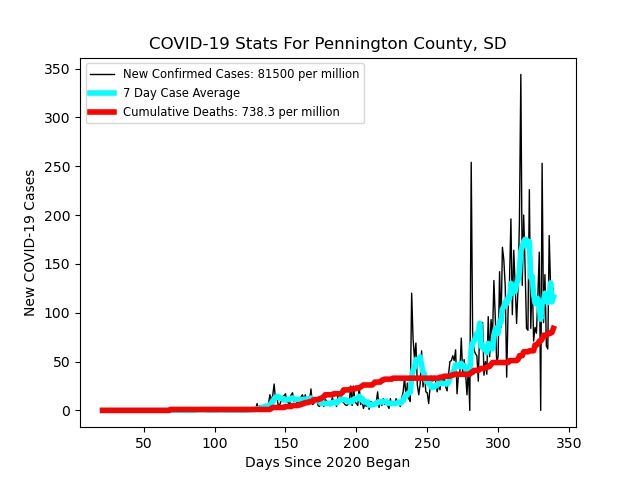 COVID-19 Stats For Pennington County, SD
New Confirmed Cases: 81500 per million
7 Day Case Average
Cumulative Deaths: 738.3 per million
New COVID-19 Cases
350
300
250
200
150
100
50
0
50
100
150
200
250
300
350
Days Since 2020 Began